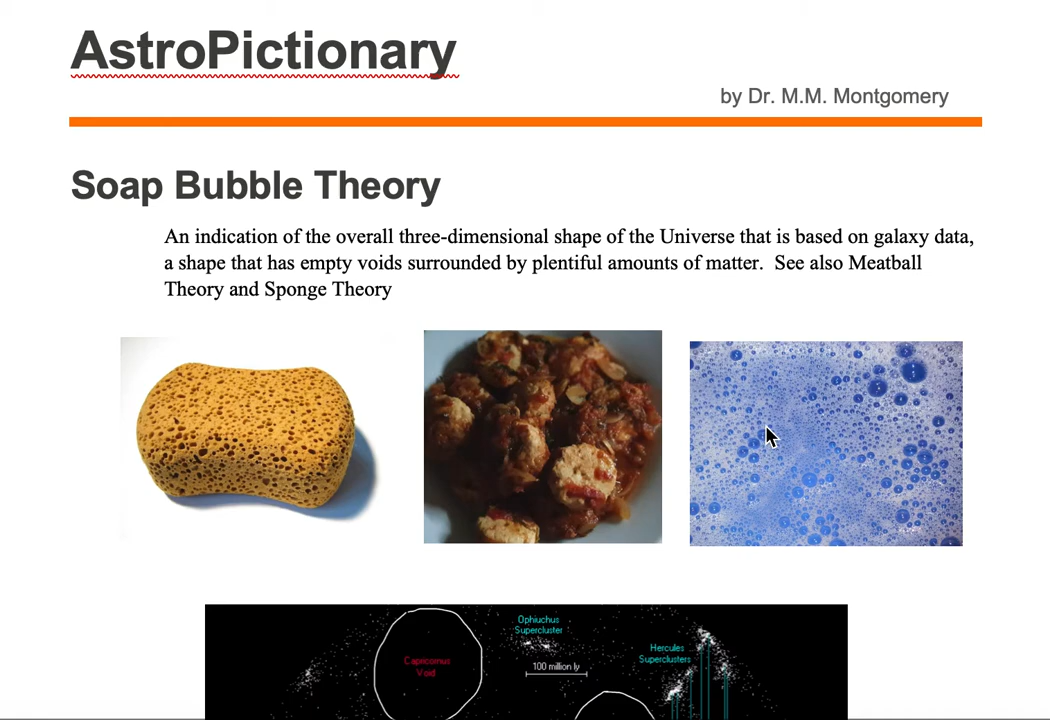 AstroPictionary
by Dr. M.M. Montgomery
Soap Bubble Theory
An indication of the overall three-dimensional shape of the Universe that is based on galaxy data,
a shape that has empty voids surrounded by plentiful amounts of matter.  See also Meatball
Theory and Sponge Theory
Ophiuchus
Supercluster
Hercules
Superclusters
Capricornus
Void
100 million ly